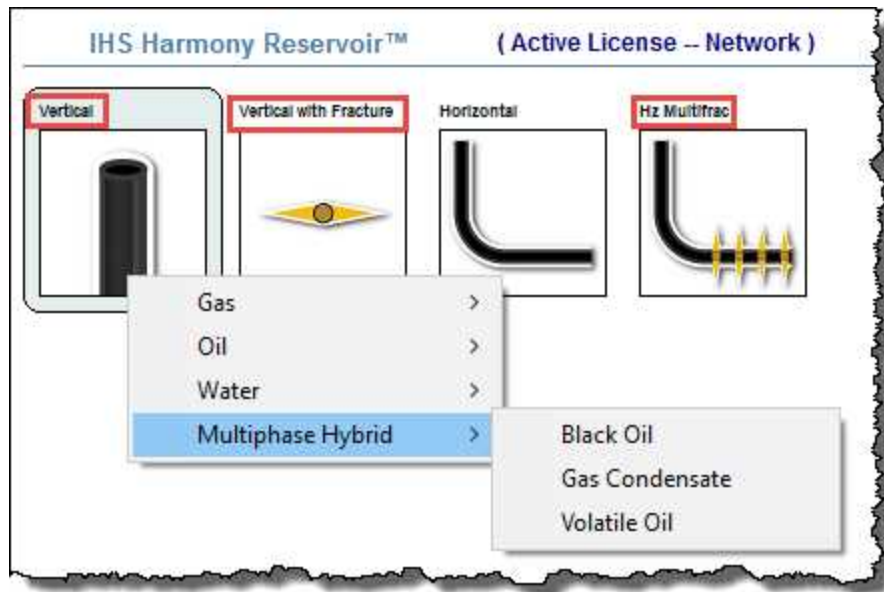 IHS Harmony Reservoir™ ( Active License -- Network )
Vertical Vertical with Fracture Horizontal Hz Multifrac
Gas >
Oil >
Water >
Multiphase Hybrid >
Black Oil
Gas Condensate
Volatile Oil